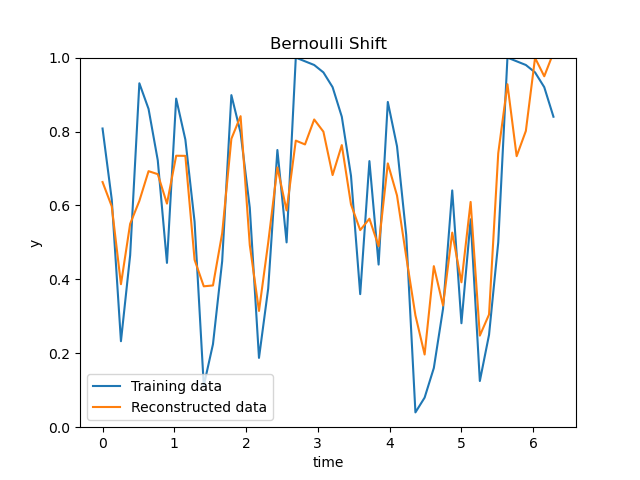 Bernoulli Shift
1.0
0.8
0.6
0.4
0.2
0.0
y
Training data
Reconstructed data
0 1 2 3 4 5 6
time